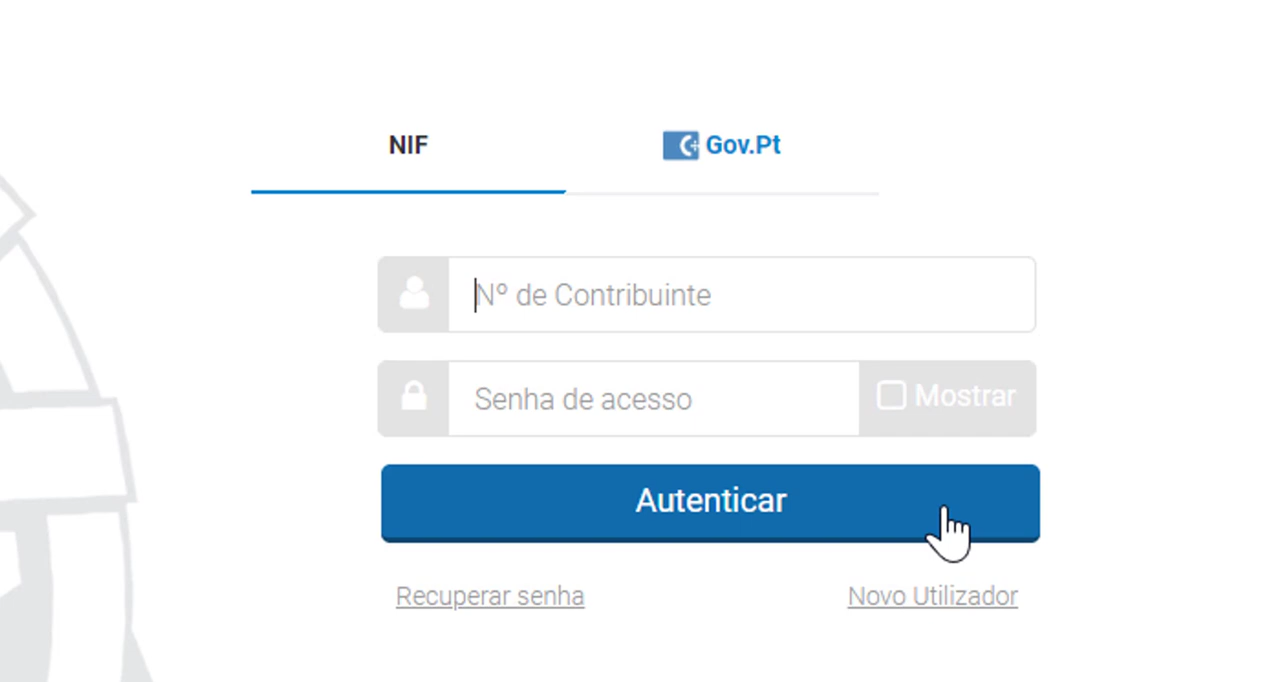 NIF
Gov.Pt
Nº de Contribuinte
Senha de acesso
Mostrar
Autenticar
Recuperar senha
Novo Utilizador